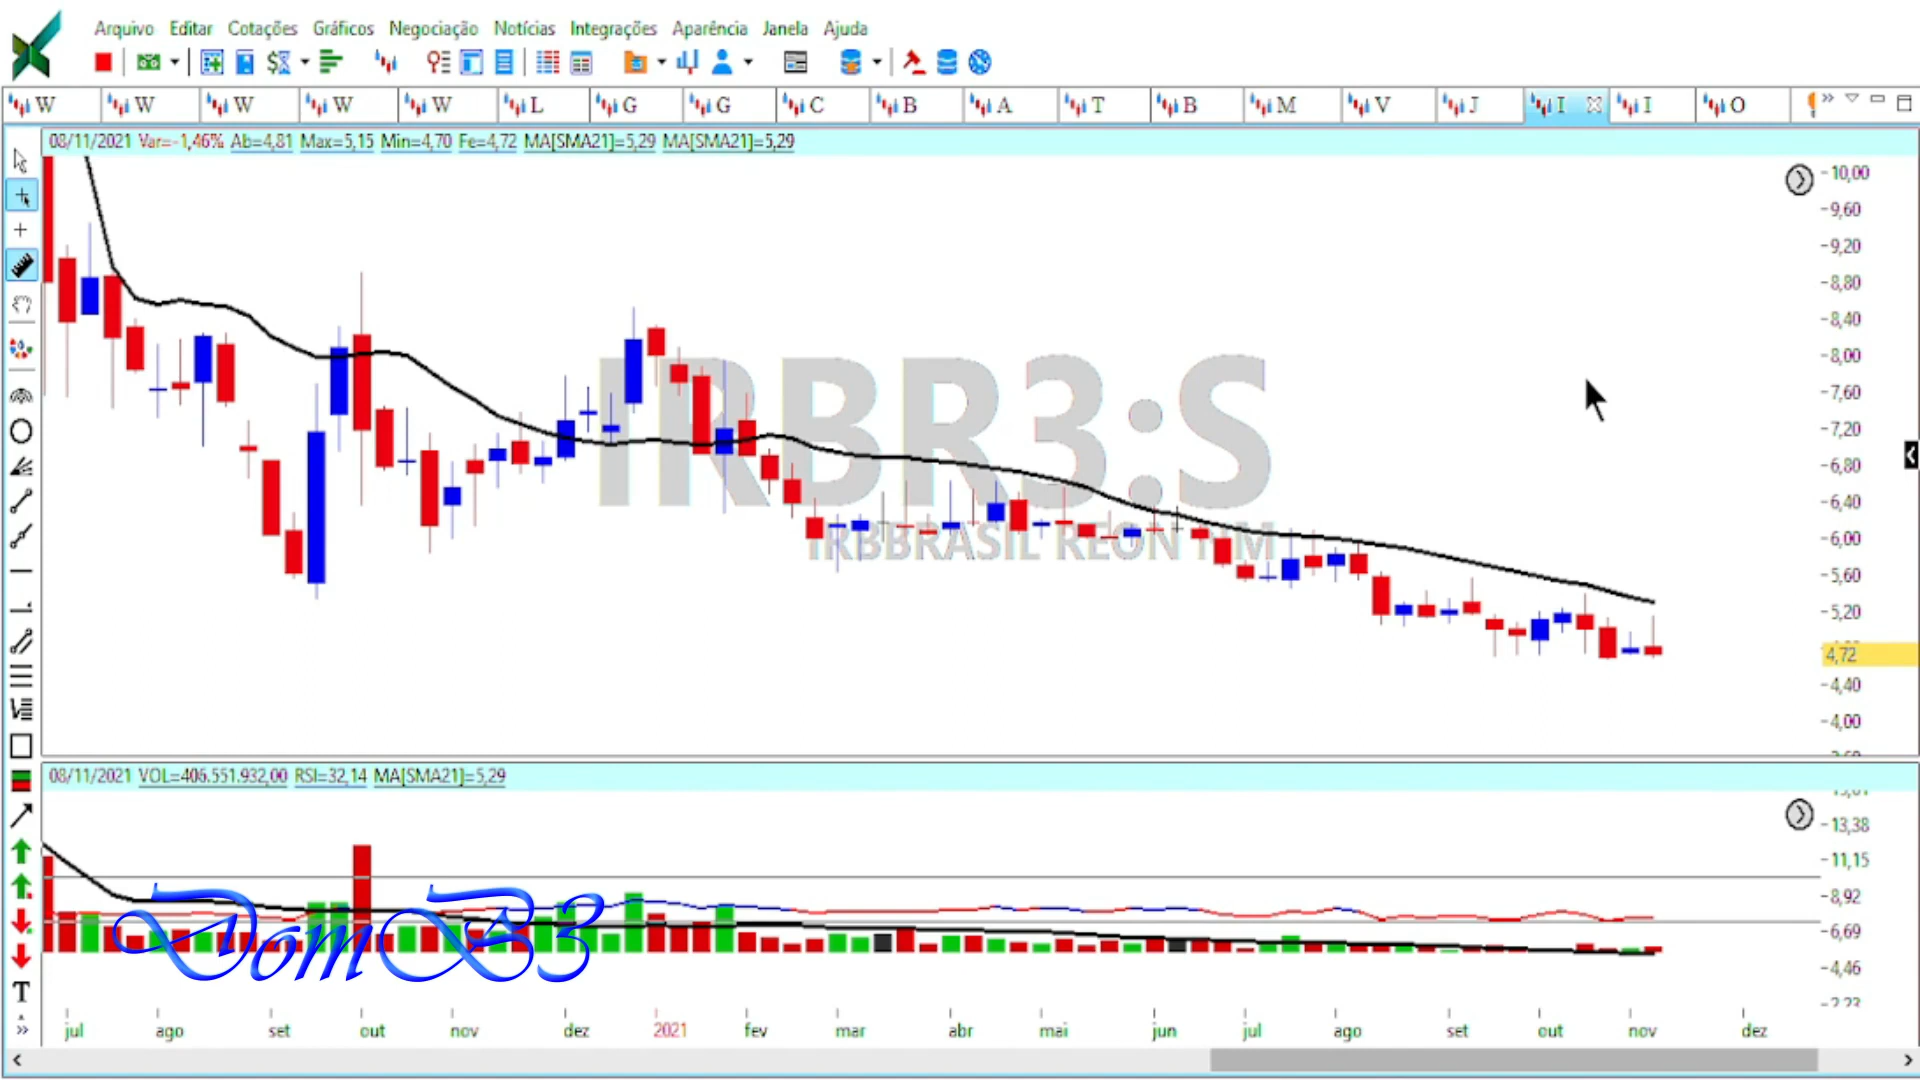 Arquivo Editar Cotações Gráficos Negociação Notícias Integrações Aparência Janela Ajuda
W W W W W L G G C B A T B M V J I I O
08/11/2021 Var=-1,46% Ab=4,81 Max=5,15 Min=4,70 Fe=4,72 MA[SMA21]=5,29 MA[SMA21]=5,29
10,00
9,60
9,20
8,80
8,40
8,00
7,60
7,20
6,80
6,40
6,00
5,60
5,20
4,72
4,40
4,00
IRBR3:S
IRBBRASIL REON NM
08/11/2021 VOL=406.551.932,00 RSI=32,14 MA[SMA21]=5,29
13,38
11,15
8,92
6,69
4,46
2,23
DomB3
T
jul ago set out nov dez 2021 fev mar abr mai jun jul ago set out nov dez